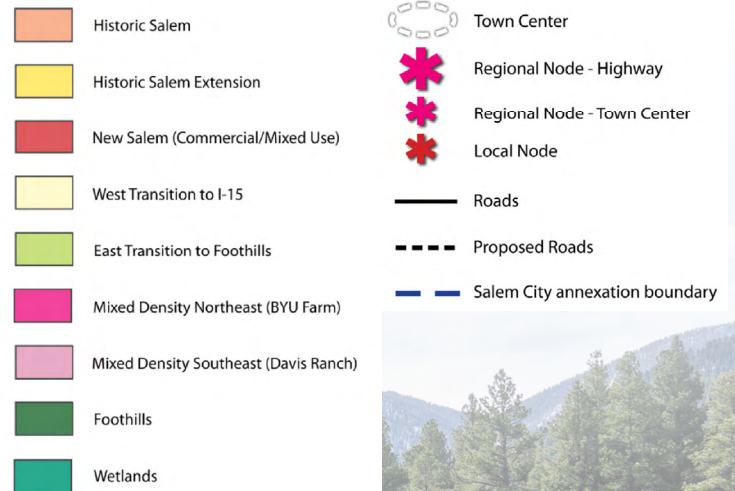 Historic Salem
Historic Salem Extension
New Salem (Commercial/Mixed Use)
West Transition to I-15
East Transition to Foothills
Mixed Density Northeast (BYU Farm)
Mixed Density Southeast (Davis Ranch)
Foothills
Wetlands
Town Center
Regional Node - Highway
Regional Node - Town Center
Local Node
Roads
Proposed Roads
Salem City annexation boundary